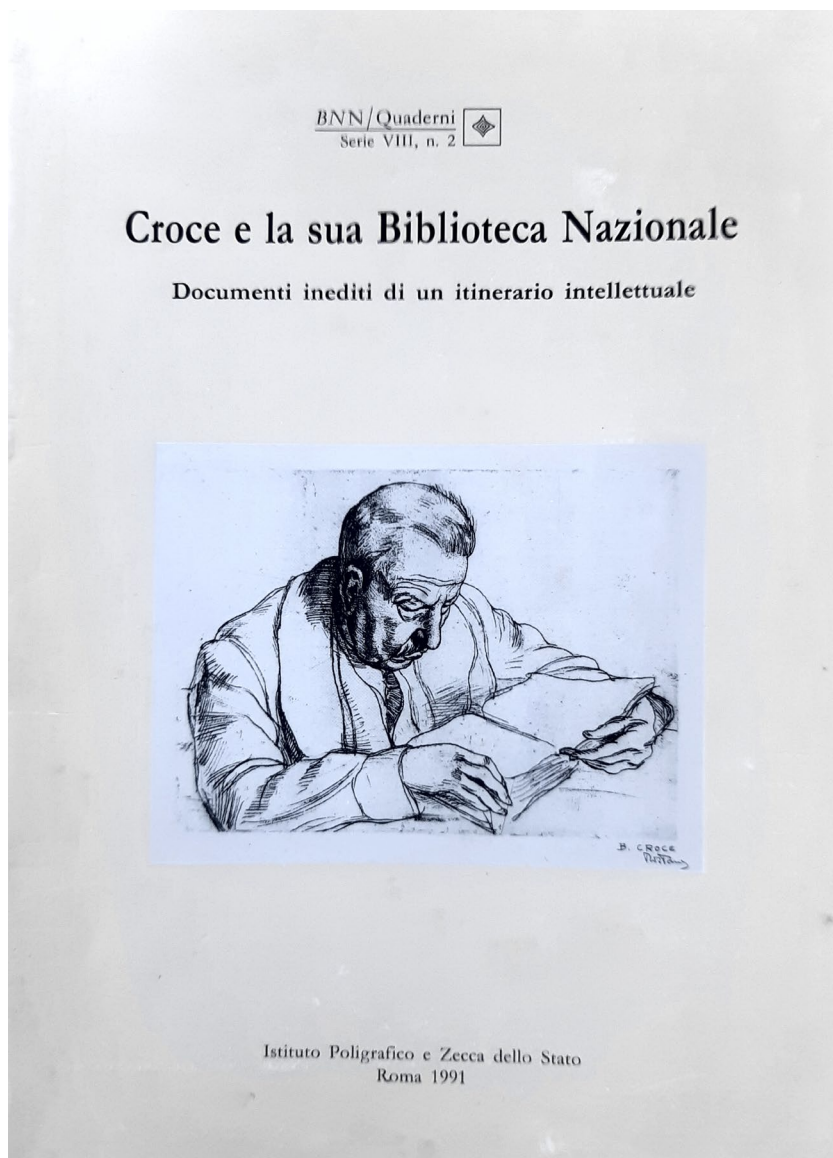 BNN/Quaderni
Serie VIII, n. 2
Croce e la sua Biblioteca Nazionale
Documenti inediti di un itinerario intellettuale
B. CROCE
Istituto Poligrafico e Zecca dello Stato
Roma 1991